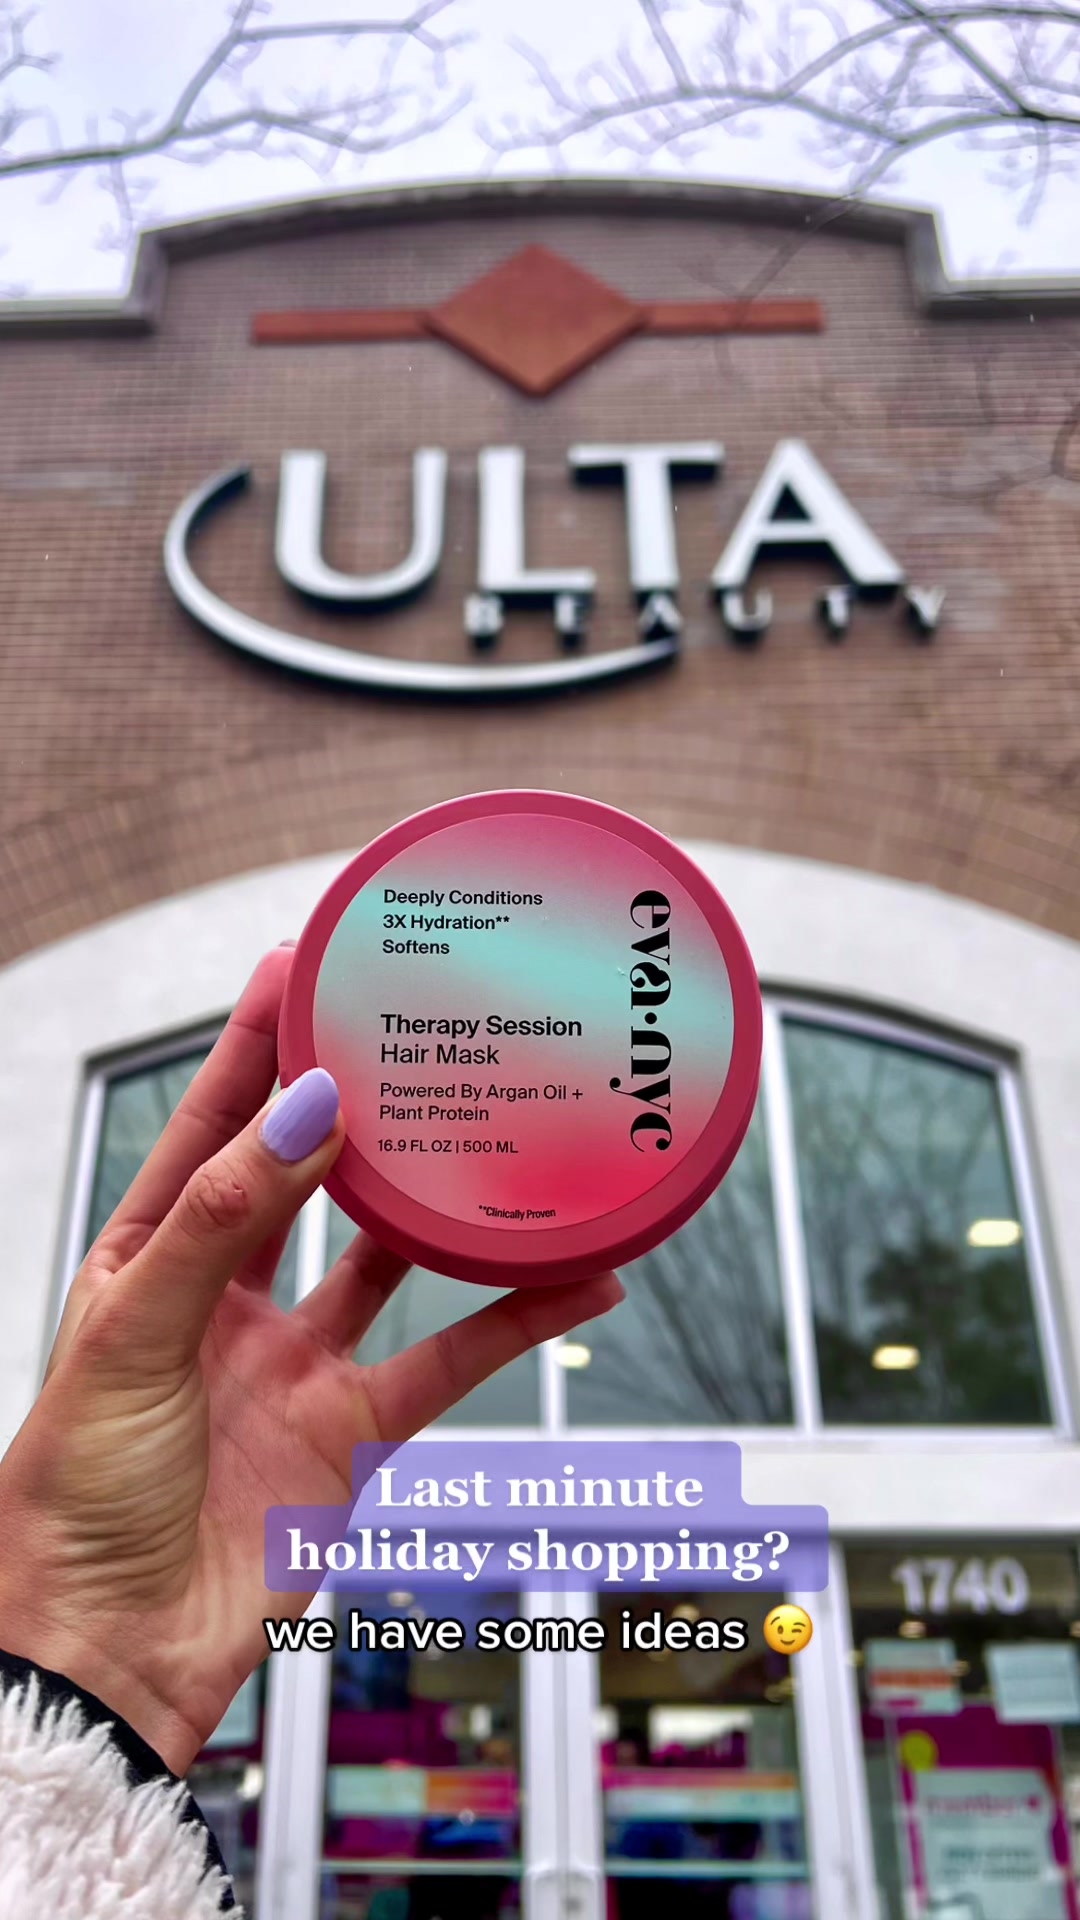 ULTA
BEAUTY
Deeply Conditions
3X Hydration**
Softens
eva·nyc
Therapy Session
Hair Mask
Powered By Argan Oil +
Plant Protein
16.9 FL OZ | 500 ML
**Clinically Proven
Last minute
holiday shopping?
we have some ideas 😉
1740